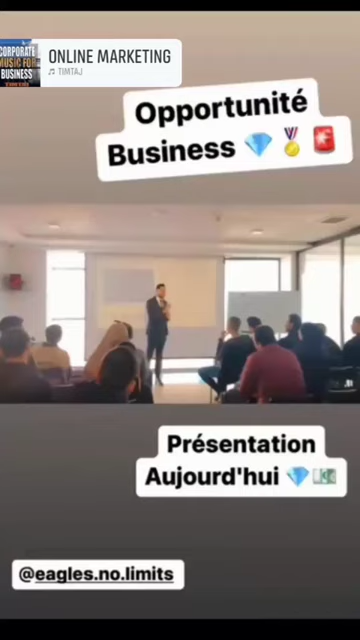 CORPORATE
MUSIC FOR
BUSINESS
ONLINE MARKETING
TIMTAJ
Opportunité
Business 💎🏅🚨
Présentation
Aujourd'hui 💎💵
@eagles.no.limits